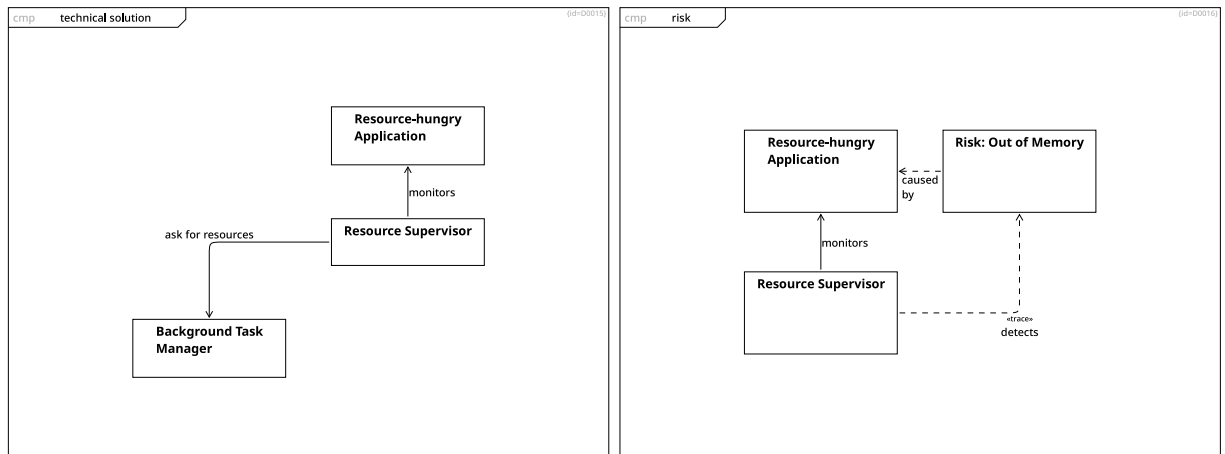 cmp technical solution {id=D0015}
Resource-hungry
Application
monitors
Resource Supervisor
ask for resources
Background Task
Manager
cmp risk {id=D0016}
Resource-hungry
Application
Risk: Out of Memory
caused
by
monitors
Resource Supervisor
«trace»
detects